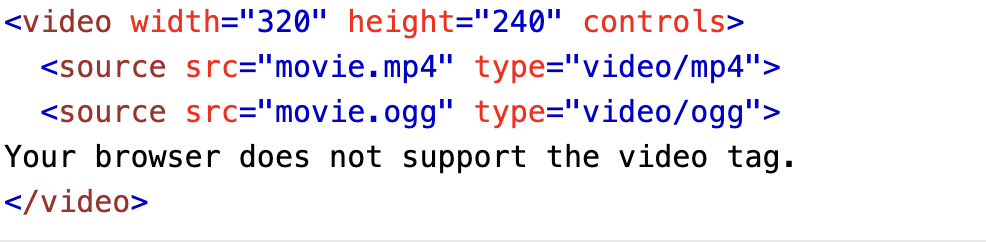 <video width="320" height="240" controls>
  <source src="movie.mp4" type="video/mp4">
  <source src="movie.ogg" type="video/ogg">
Your browser does not support the video tag.
</video>